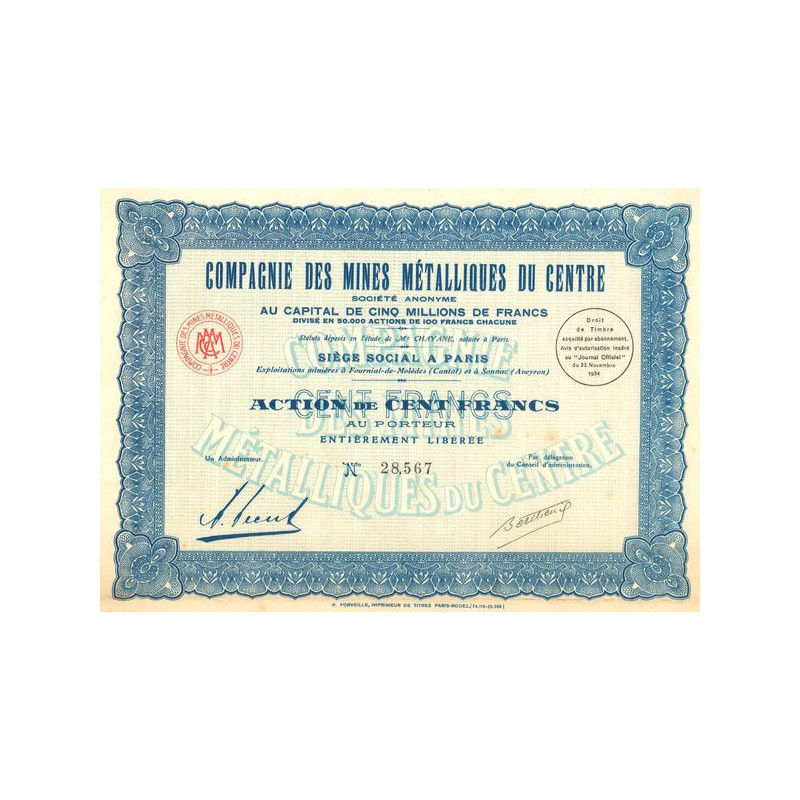 COMPAGNIE DES MINES MÉTALLIQUES DU CENTRE
SOCIÉTÉ ANONYME
AU CAPITAL DE CINQ MILLIONS DE FRANCS
DIVISÉ EN 50.000 ACTIONS DE 100 FRANCS CHACUNE
Statuts déposés en l'étude de Me CHAVANE, notaire à Paris.
SIÈGE SOCIAL A PARIS
Exploitations minières à Fournial-de-Molèdes (Cantal) et à Sonnac (Aveyron)
COMPAGNIE DES MINES METALLIQUES DU CENTRE
Droit
de Timbre
acquitté par abonnement.
Avis d'autorisation inséré
au "Journal Officiel"
du 23 Novembre
1934
COMPAGNIE
DES MINES
MÉTALLIQUES DU CENTRE
CENT FRANCS
ACTION DE CENT FRANCS
AU PORTEUR
ENTIÈREMENT LIBÉRÉE
Un Administrateur.
N° 28,567
Par délégation
du Conseil d'administration.
P. FORVEILLE, IMPRIMEUR DE TITRES PARIS-RODEZ